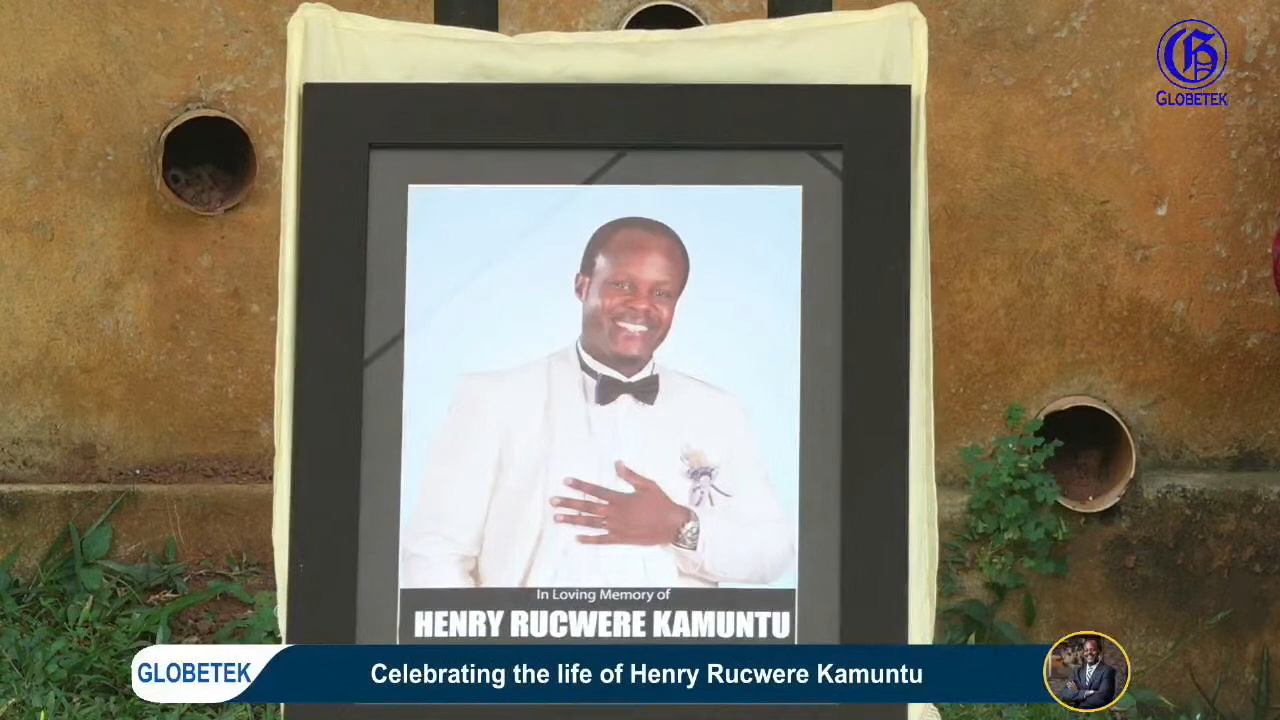 GLOBETEK
In Loving Memory of
HENRY RUCWERE KAMUNTU
GLOBETEK
Celebrating the life of Henry Rucwere Kamuntu